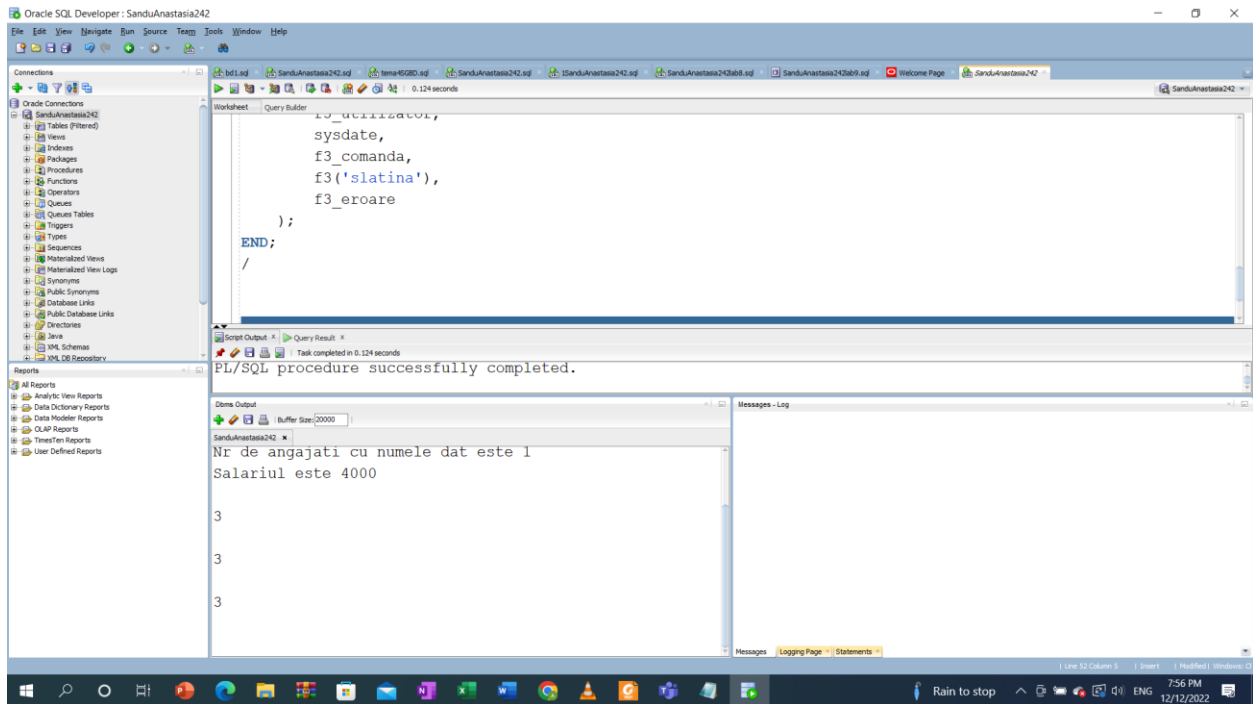 Oracle SQL Developer : SanduAnastasia242
File Edit View Navigate Run Source Team Tools Window Help
Connections
Oracle Connections
SanduAnastasia242
Tables (Filtered)
Views
Indexes
Packages
Procedures
Functions
Operators
Queues
Queues Tables
Triggers
Types
Sequences
Materialized Views
Materialized View Logs
Synonyms
Public Synonyms
Database Links
Public Database Links
Directories
Java
XML Schemas
XML DB Repository
Reports
All Reports
Analytic View Reports
Data Dictionary Reports
Data Modeler Reports
OLAP Reports
TimesTen Reports
User Defined Reports
bd1.sql SanduAnastasia242.sql tema4SGBD.sql SanduAnastasia242.sql 1SanduAnastasia242.sql SanduAnastasia242lab8.sql SanduAnastasia242lab9.sql Welcome Page SanduAnastasia242
0.124 seconds
SanduAnastasia242
Worksheet Query Builder
f3_utilizator,
sysdate,
f3_comanda,
f3('slatina'),
f3_eroare
);
END;
/
Script Output Query Result
Task completed in 0.124 seconds
PL/SQL procedure successfully completed.
Dbms Output
Buffer Size: 20000
SanduAnastasia242
Nr de angajati cu numele dat este 1
Salariul este 4000
3
3
3
Messages - Log
Messages Logging Page Statements
Line 52 Column 5 Insert Modified Windows:
Rain to stop ENG 7:56 PM
12/12/2022